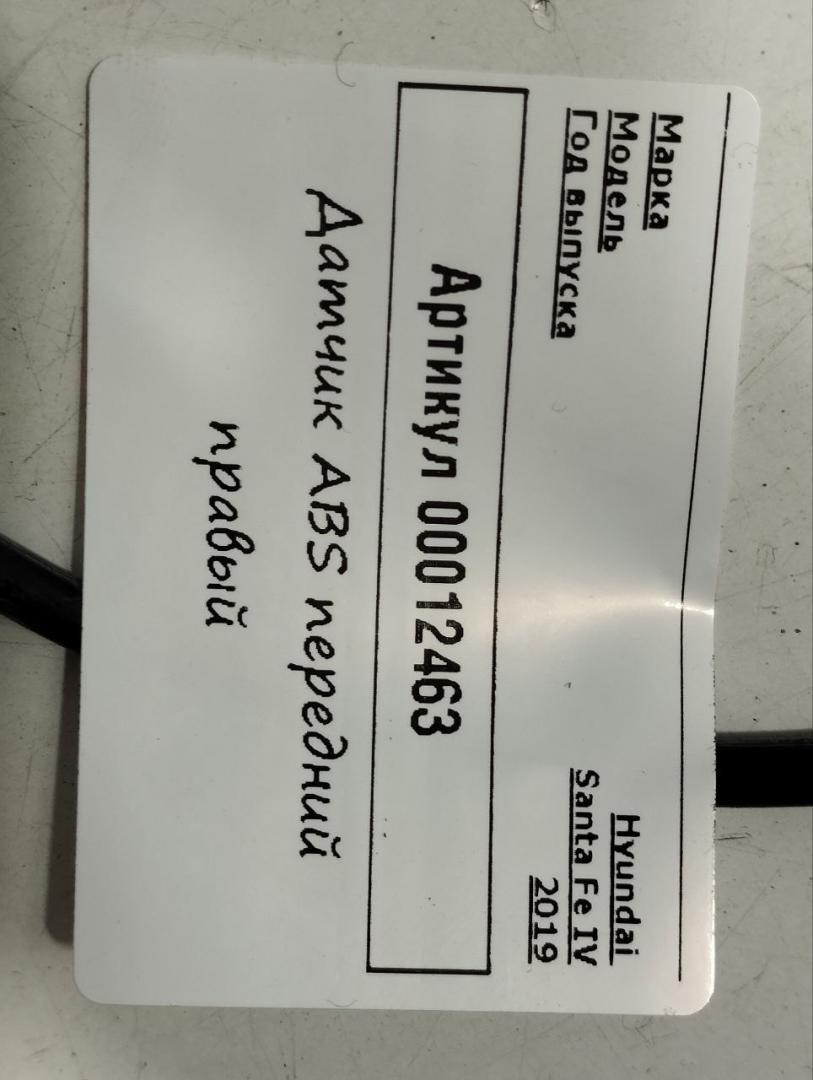 Марка Hyundai
Модель Santa Fe IV
Год выпуска 2019
Артикул 00012463
Датчик ABS передний
правый